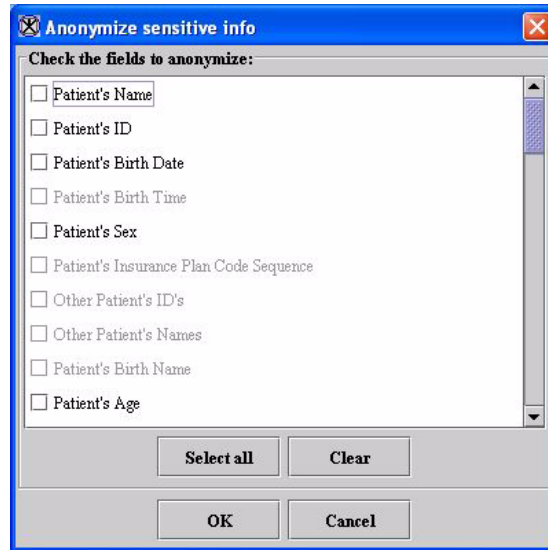 Anonymize sensitive info
Check the fields to anonymize:
Patient's Name
Patient's ID
Patient's Birth Date
Patient's Birth Time
Patient's Sex
Patient's Insurance Plan Code Sequence
Other Patient's ID's
Other Patient's Names
Patient's Birth Name
Patient's Age
Select all Clear
OK Cancel